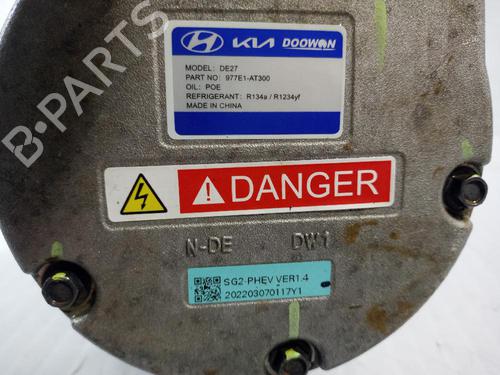 HYUNDAI KIA DOOWON
MODEL: DE27
PART NO: 977E1-AT300
OIL: POE
REFRIGERANT: R134a / R1234yf
MADE IN CHINA
DANGER
N-DE DW1
SG2-PHEV VER1.4
202203070117Y1
B-PARTS